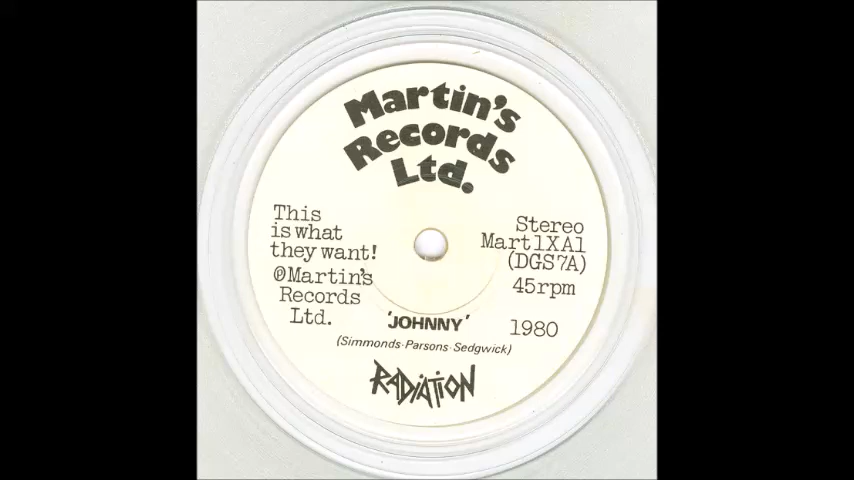 Martin's
Records
Ltd.
This
is what
they want!
℗Martin's
Records
Ltd.
Stereo
Mart1XA1
(DGS7A)
45rpm
'JOHNNY'
1980
(Simmonds·Parsons·Sedgwick)
RADiATiON